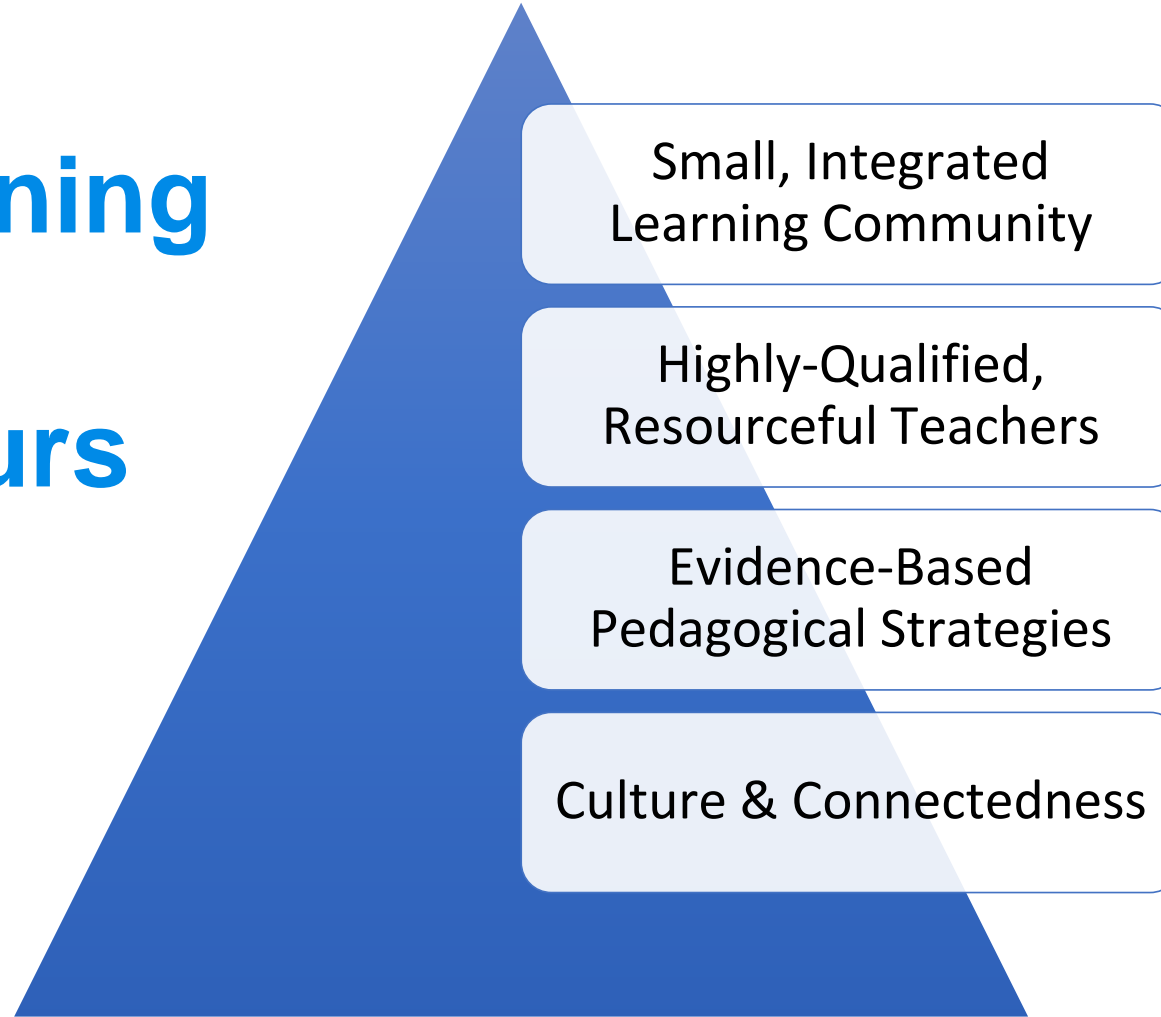 ning
urs
Small, Integrated
Learning Community
Highly-Qualified,
Resourceful Teachers
Evidence-Based
Pedagogical Strategies
Culture & Connectedness